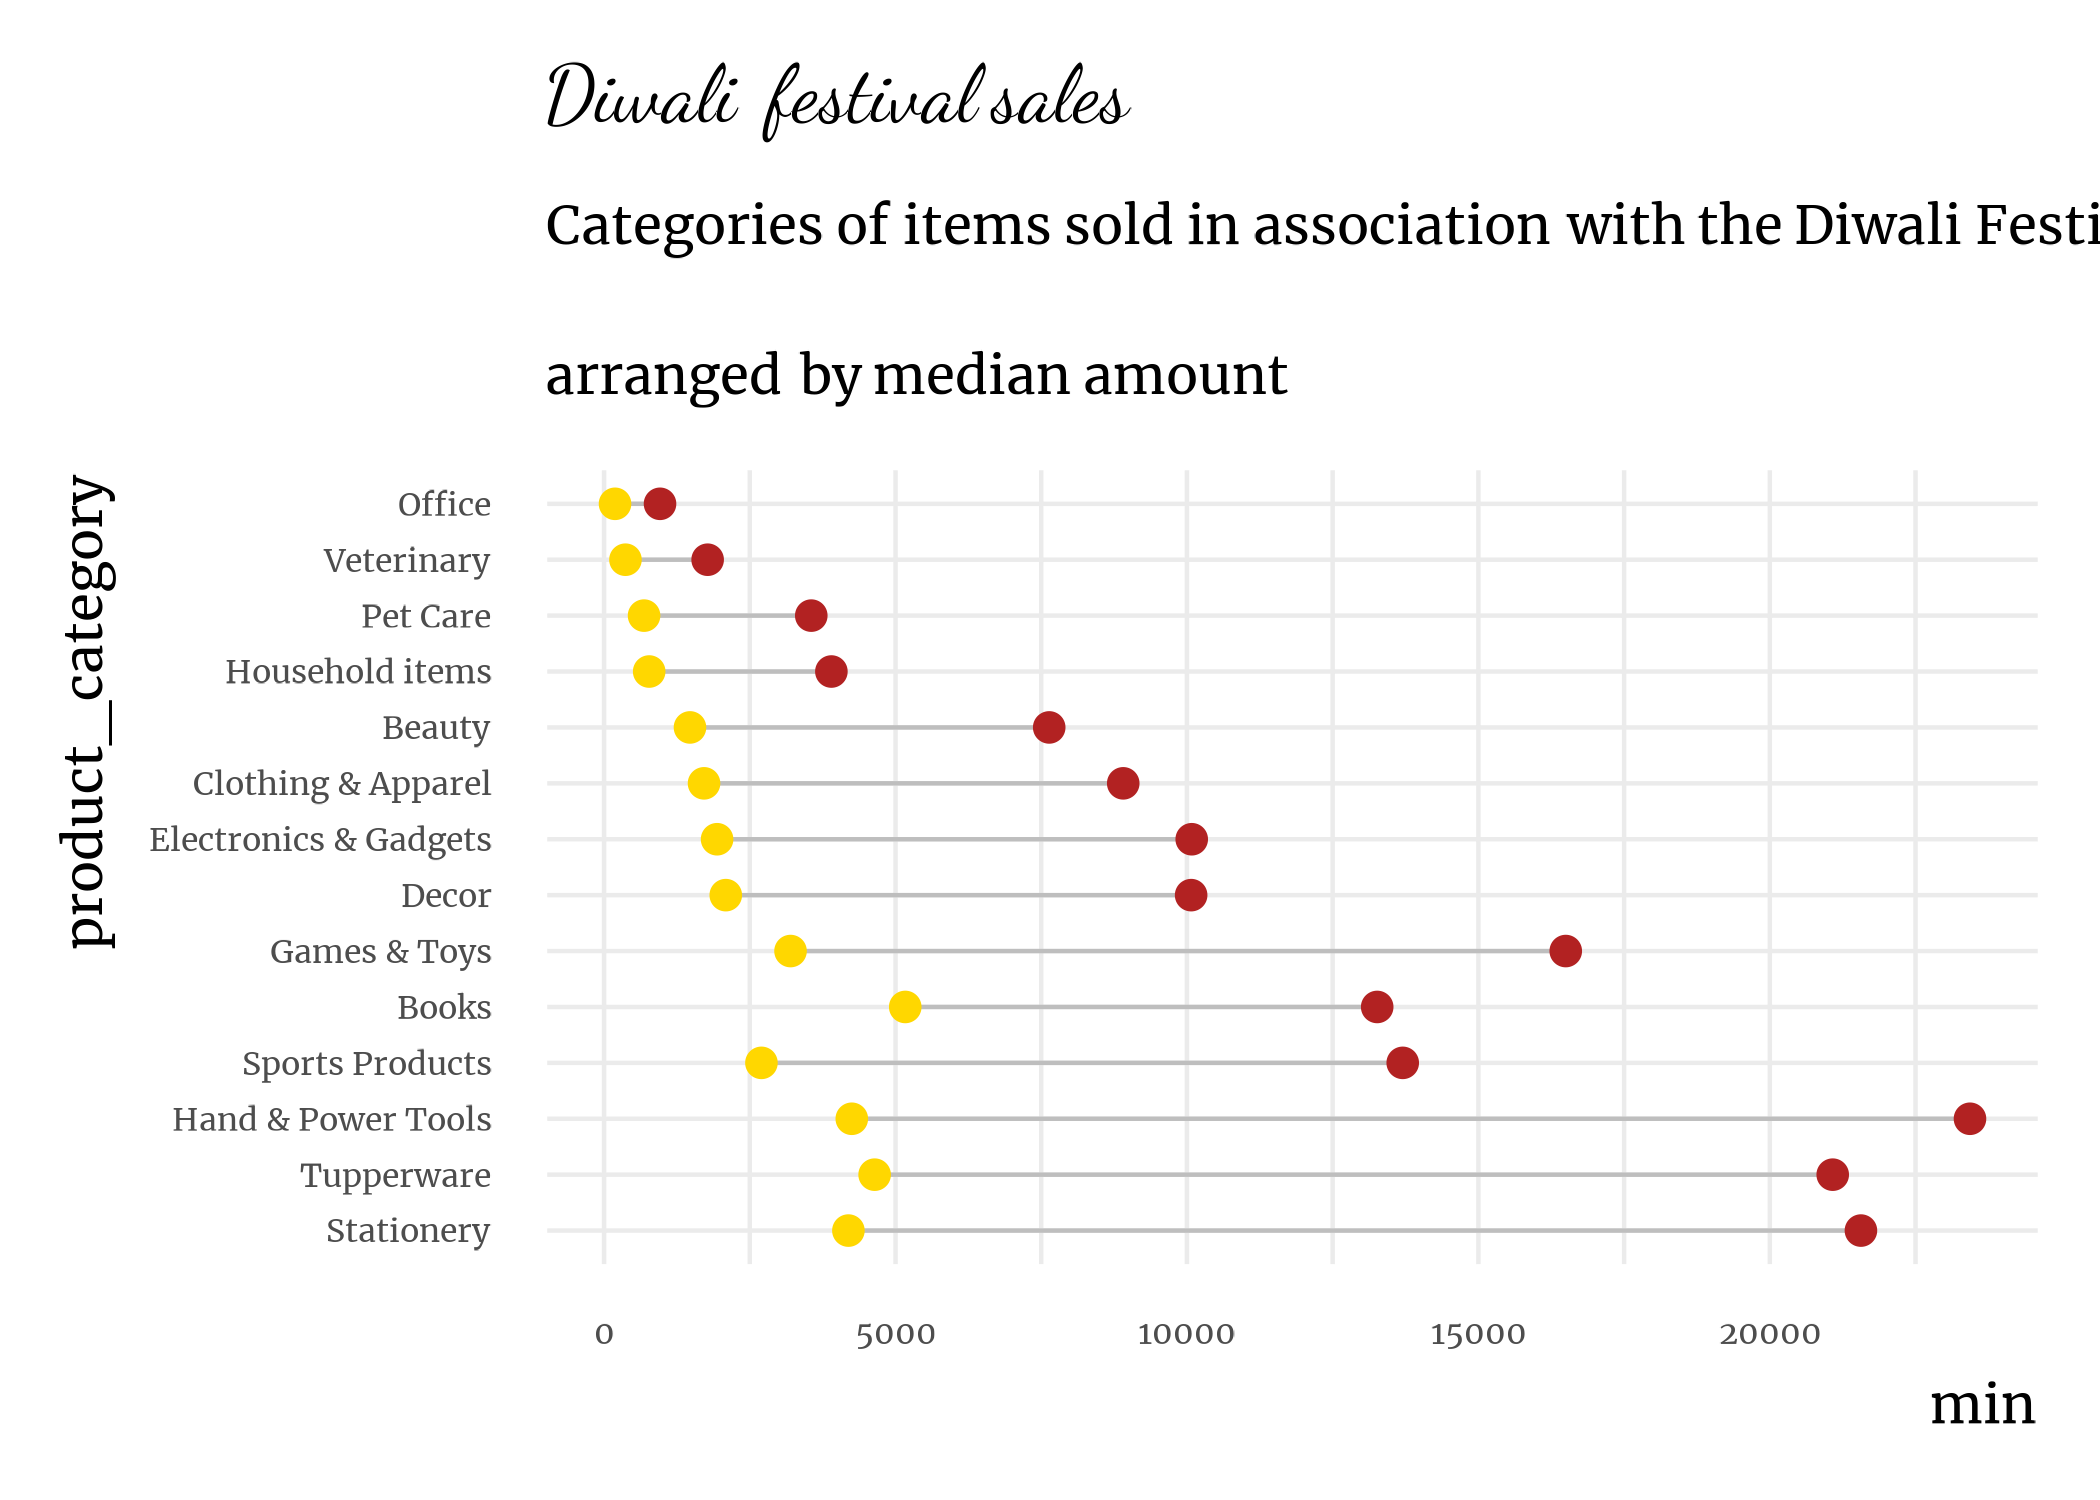 Diwali festival sales
Categories of items sold in association with the Diwali Festi
arranged by median amount
product_category
Office
Veterinary
Pet Care
Household items
Beauty
Clothing & Apparel
Electronics & Gadgets
Decor
Games & Toys
Books
Sports Products
Hand & Power Tools
Tupperware
Stationery
0 5000 10000 15000 20000
min